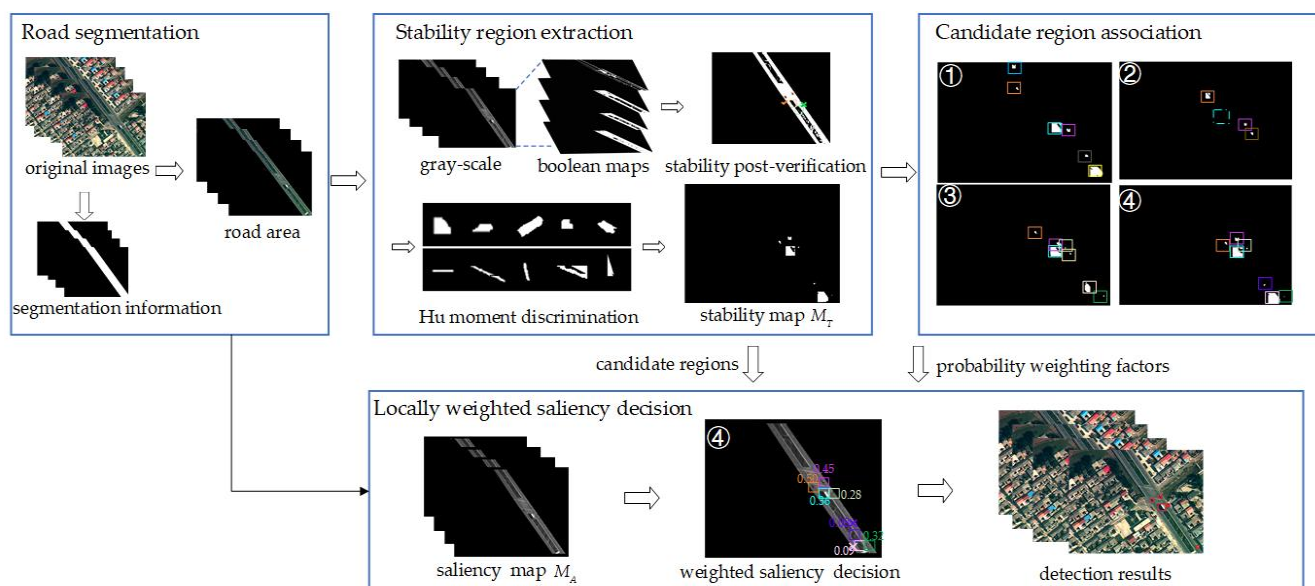 Road segmentation
original images
road area
segmentation information
Stability region extraction
gray-scale
boolean maps
stability post-verification
Hu moment discrimination
stability map M_T
Candidate region association
①
②
③
④
candidate regions
probability weighting factors
Locally weighted saliency decision
saliency map M_A
④
0.45
0.28
0.32
0.09
weighted saliency decision
detection results